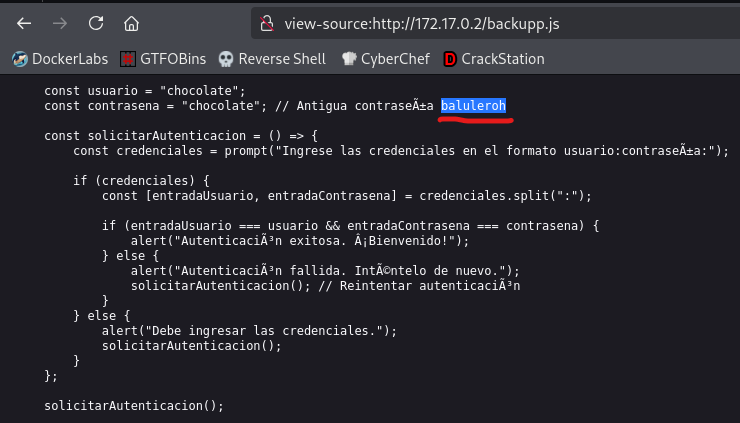 view-source:http://172.17.0.2/backupp.js
DockerLabs GTFOBins Reverse Shell CyberChef CrackStation
const usuario = "chocolate";
const contrasena = "chocolate"; // Antigua contraseÃ±a baluleroh
const solicitarAutenticacion = () => {
const credenciales = prompt("Ingrese las credenciales en el formato usuario:contraseÃ±a:");
if (credenciales) {
const [entradaUsuario, entradaContrasena] = credenciales.split(":");
if (entradaUsuario === usuario && entradaContrasena === contrasena) {
alert("AutenticaciÃ³n exitosa. Â¡Bienvenido!");
} else {
alert("AutenticaciÃ³n fallida. IntÃ©ntelo de nuevo.");
solicitarAutenticacion(); // Reintentar autenticaciÃ³n
}
} else {
alert("Debe ingresar las credenciales.");
solicitarAutenticacion();
}
};
solicitarAutenticacion();